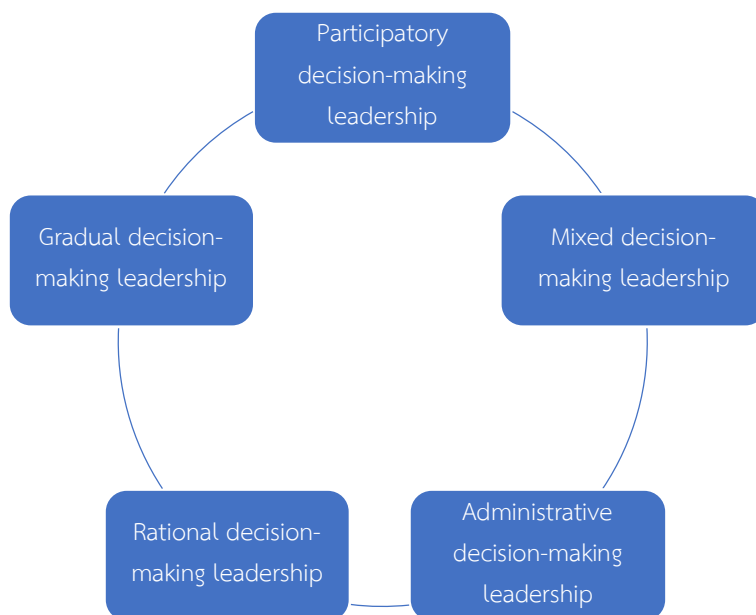 Participatory
decision-making
leadership
Gradual decision-
making leadership
Mixed decision-
making leadership
Rational decision-
making leadership
Administrative
decision-making
leadership